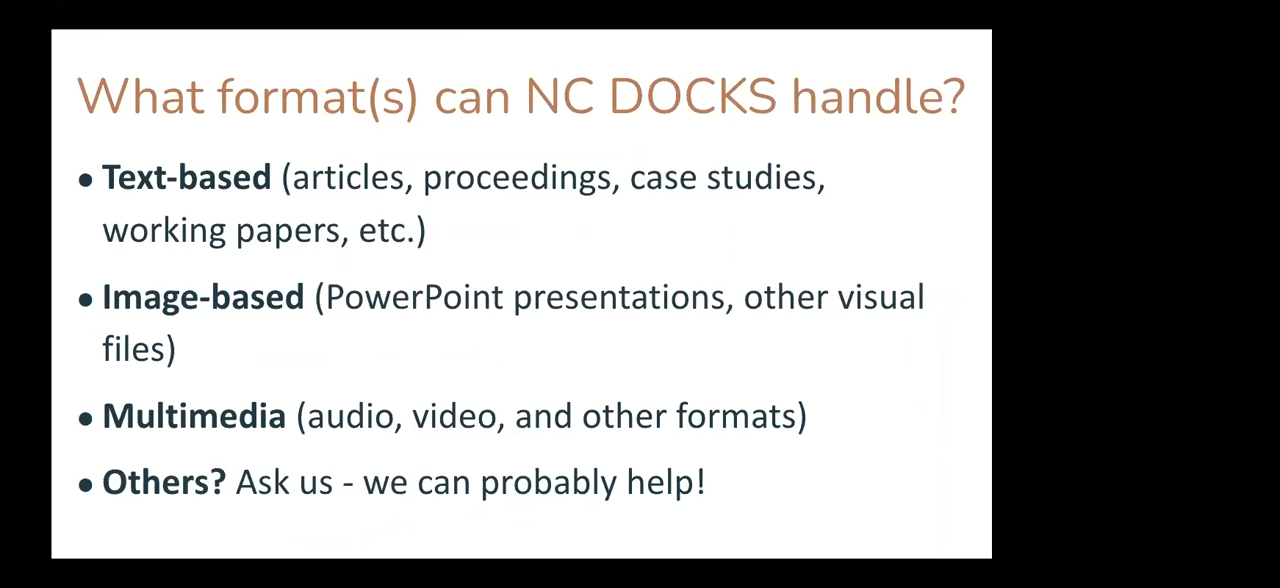 What format(s) can NC DOCKS handle?
● Text-based (articles, proceedings, case studies,
working papers, etc.)
● Image-based (PowerPoint presentations, other visual
files)
● Multimedia (audio, video, and other formats)
● Others? Ask us - we can probably help!